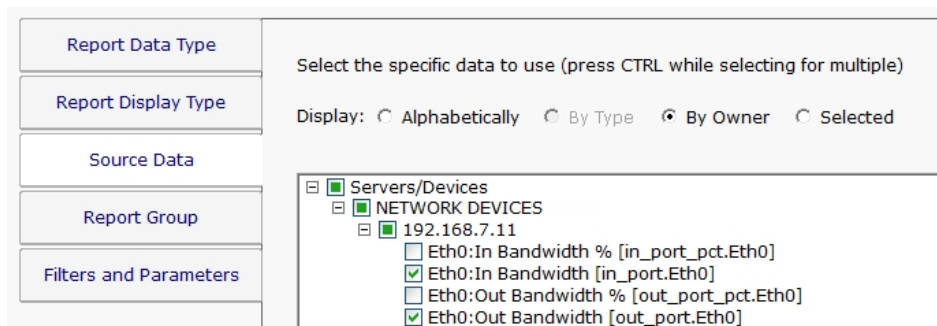 Report Data Type
Report Display Type
Source Data
Report Group
Filters and Parameters
Select the specific data to use (press CTRL while selecting for multiple)
Display: Alphabetically By Type By Owner Selected
Servers/Devices
NETWORK DEVICES
192.168.7.11
Eth0:In Bandwidth % [in_port_pct.Eth0]
Eth0:In Bandwidth [in_port.Eth0]
Eth0:Out Bandwidth % [out_port_pct.Eth0]
Eth0:Out Bandwidth [out_port.Eth0]